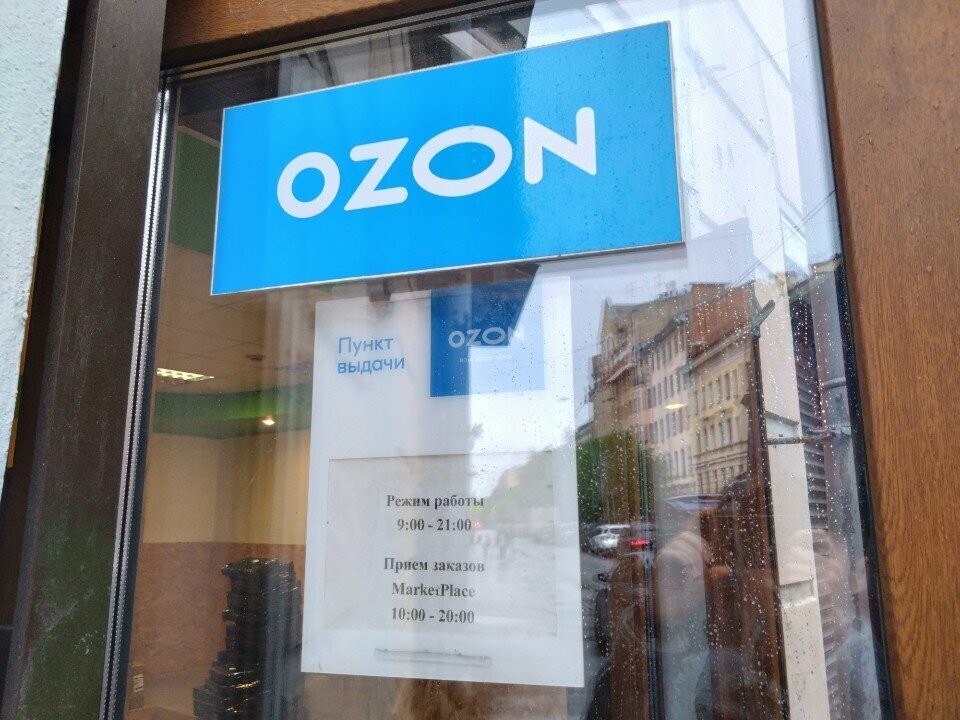 OZON
Пункт
выдачи
OZON
Режим работы
9:00 - 21:00
Прием заказов
MarketPlace
10:00 - 20:00